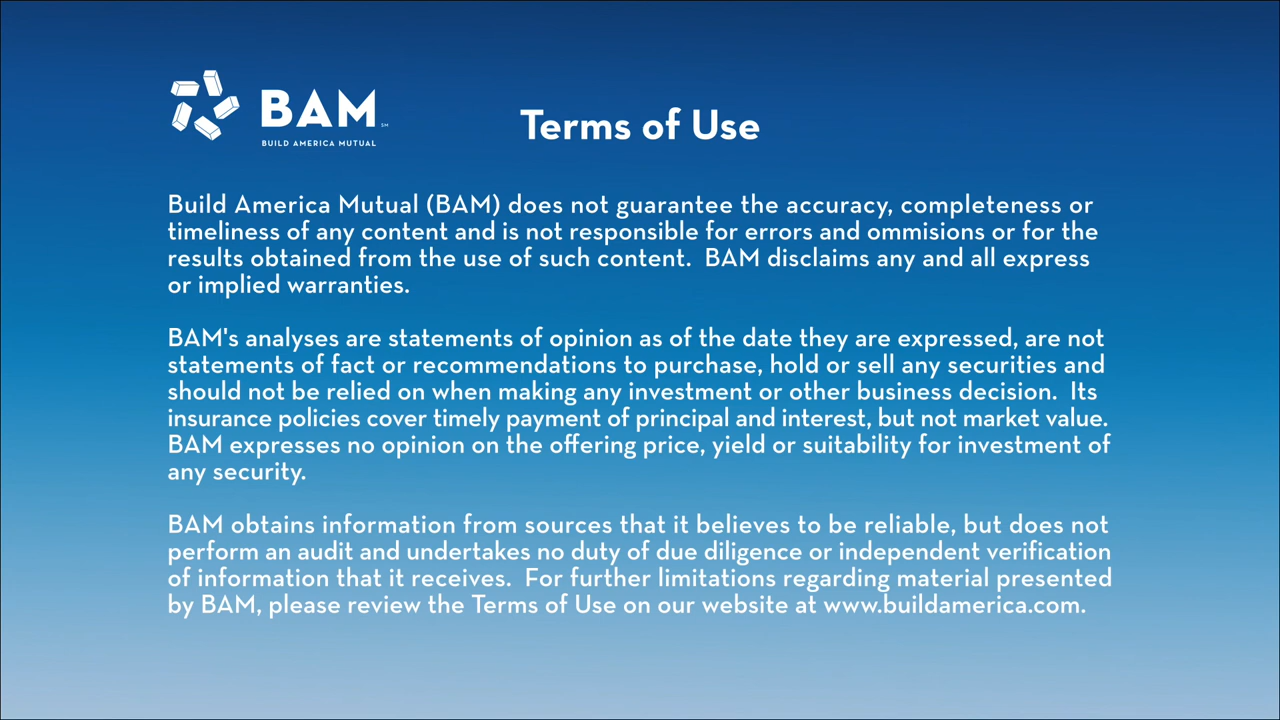 BAM SM
BUILD AMERICA MUTUAL
Terms of Use
Build America Mutual (BAM) does not guarantee the accuracy, completeness or
timeliness of any content and is not responsible for errors and ommisions or for the
results obtained from the use of such content.  BAM disclaims any and all express
or implied warranties.
BAM's analyses are statements of opinion as of the date they are expressed, are not
statements of fact or recommendations to purchase, hold or sell any securities and
should not be relied on when making any investment or other business decision.  Its
insurance policies cover timely payment of principal and interest, but not market value.
BAM expresses no opinion on the offering price, yield or suitability for investment of
any security.
BAM obtains information from sources that it believes to be reliable, but does not
perform an audit and undertakes no duty of due diligence or independent verification
of information that it receives.  For further limitations regarding material presented
by BAM, please review the Terms of Use on our website at www.buildamerica.com.